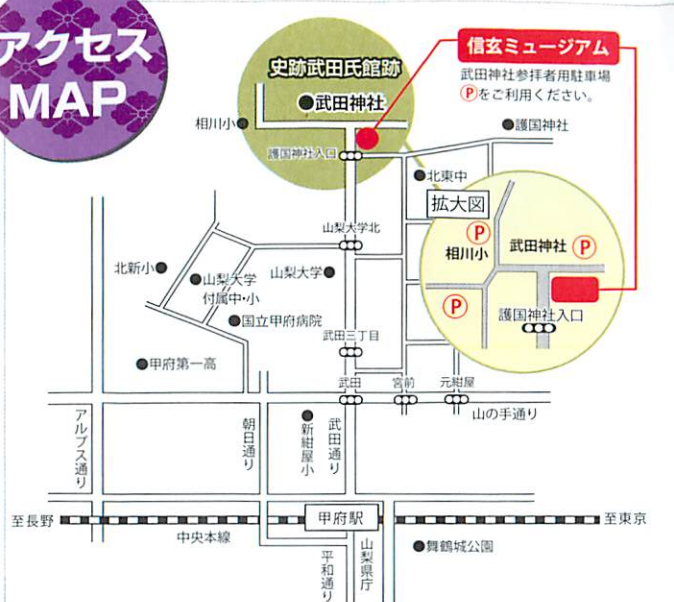 アクセス
MAP
信玄ミュージアム
武田神社参拝者用駐車場
Ⓟをご利用ください。
史跡武田氏館跡
武田神社
相川小
護国神社入口
護国神社
北東中
拡大図
P
相川小
武田神社
P
P
護国神社入口
山梨大学北
北新小
山梨大学
付属中・小
山梨大学
国立甲府病院
武田三丁目
甲府第一高
武田
宮前
元紺屋
山の手通り
アルプス通り
朝日通り
新紺屋小
武田通り
至長野
甲府駅
至東京
中央本線
平和通り
山梨県庁
舞鶴城公園